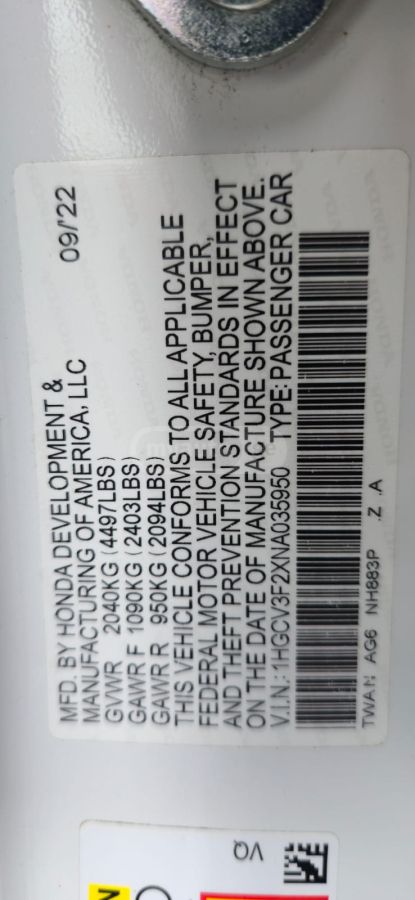 MFD. BY HONDA DEVELOPMENT &
MANUFACTURING OF AMERICA, LLC 09/'22
GVWR 2040KG (4497LBS)
GAWR F 1090KG (2403LBS)
GAWR R 950KG (2094LBS)
THIS VEHICLE CONFORMS TO ALL APPLICABLE
FEDERAL MOTOR VEHICLE SAFETY, BUMPER,
AND THEFT PREVENTION STANDARDS IN EFFECT
ON THE DATE OF MANUFACTURE SHOWN ABOVE.
V.I.N.: 1HGCV3F2XNA035950 TYPE: PASSENGER CAR
AG6 NH883P .Z .A
VQ